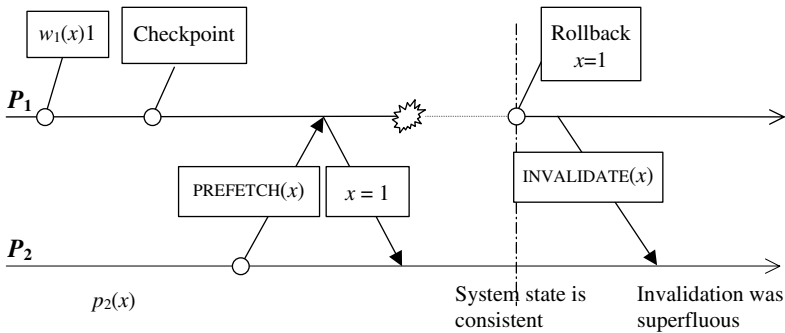 w₁(x)1
Checkpoint
Rollback
x=1
P₁
PREFETCH(x)
x = 1
INVALIDATE(x)
P₂
p₂(x)
System state is
consistent
Invalidation was
superfluous